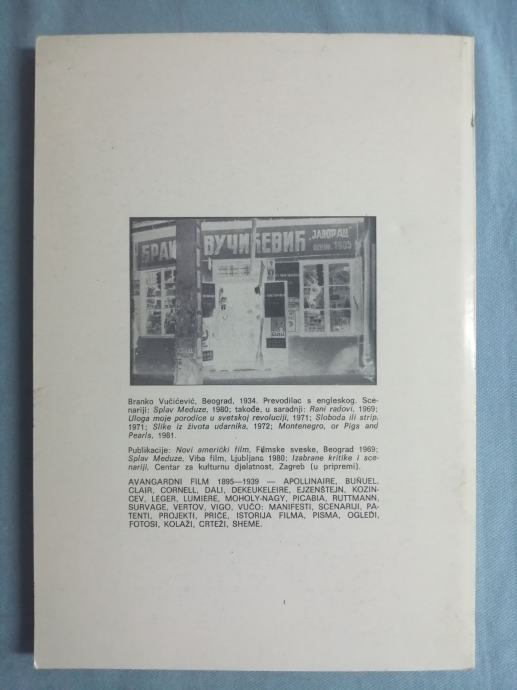 БРАЋ ВУЧИЋЕВИЋ „ЈАВОРАЦ"
1905
Branko Vučićević, Beograd, 1934. Prevodilac s engleskog. Sce-
nariji: Splav Meduze, 1980; takođe, u saradnji: Rani radovi, 1969;
Uloga moje porodice u svetskoj revoluciji, 1971; Sloboda ili strip,
1971; Slike iz života udarnika, 1972; Montenegro, or Pigs and
Pearls, 1981.
Publikacije: Novi američki film, Filmske sveske, Beograd 1969;
Splav Meduze, Viba film, Ljubljana 1980; Izabrane kritike i sce-
nariji, Centar za kulturnu djelatnost, Zagreb (u pripremi).
AVANGARDNI FILM 1895—1939 — APOLLINAIRE, BUÑUEL,
CLAIR, CORNELL, DALI, DEKEUKELEIRE, EJZENŠTEJN, KOZIN-
CEV, LEGER, LUMIERE, MOHOLY-NAGY, PICABIA, RUTTMANN,
SURVAGE, VERTOV, VIGO, VUČO: MANIFESTI, SCENARIJI, PA-
TENTI, PROJEKTI, PRIČE, ISTORIJA FILMA, PISMA, OGLEDI,
FOTOSI, KOLAŽI, CRTEŽI, SHEME.